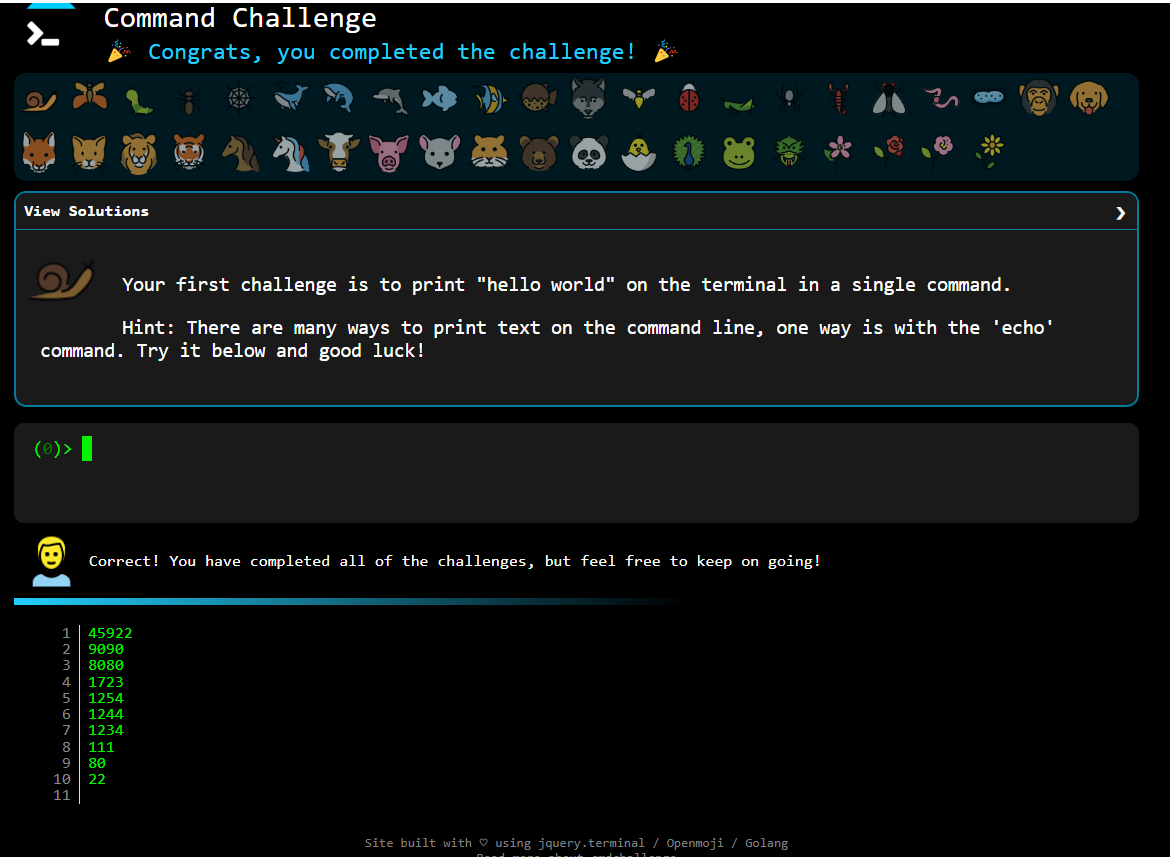 Command Challenge
🎉 Congrats, you completed the challenge! 🎉
View Solutions ❯
Your first challenge is to print "hello world" on the terminal in a single command.
Hint: There are many ways to print text on the command line, one way is with the 'echo'
command. Try it below and good luck!
(0)>
Correct! You have completed all of the challenges, but feel free to keep on going!
1 45922
2 9090
3 8080
4 1723
5 1254
6 1244
7 1234
8 111
9 80
10 22
11
Site built with ♡ using jquery.terminal / Openmoji / Golang
Read more about cmdchallenge